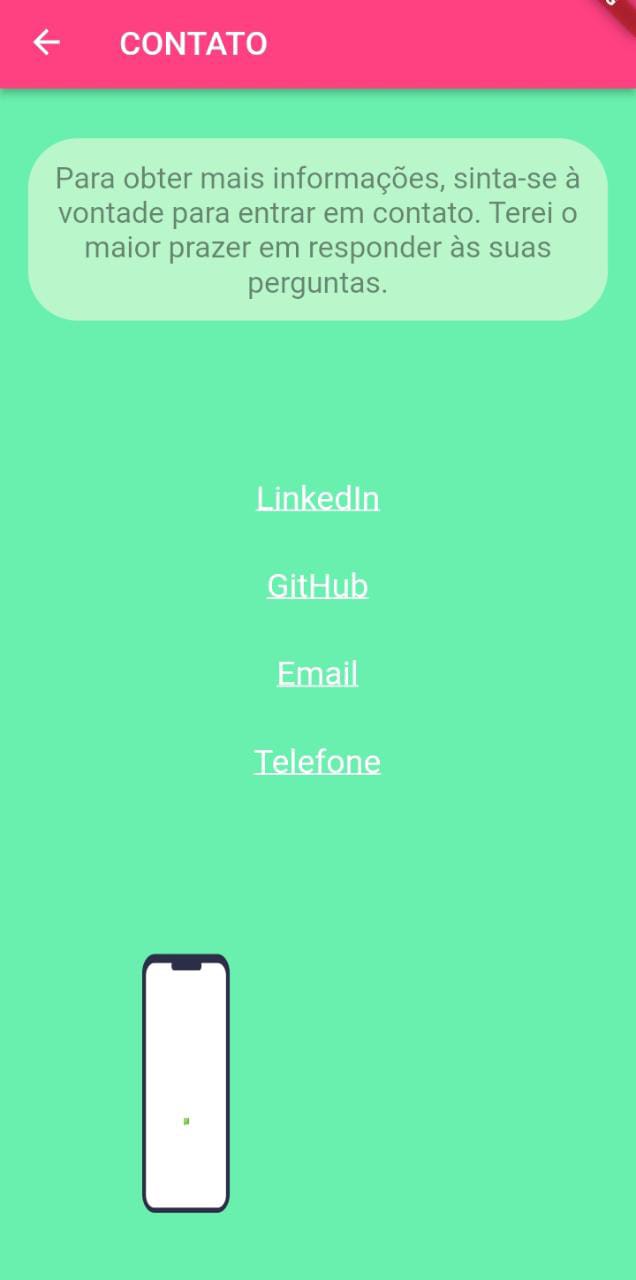 CONTATO
Para obter mais informações, sinta-se à
vontade para entrar em contato. Terei o
maior prazer em responder às suas
perguntas.
LinkedIn
GitHub
Email
Telefone